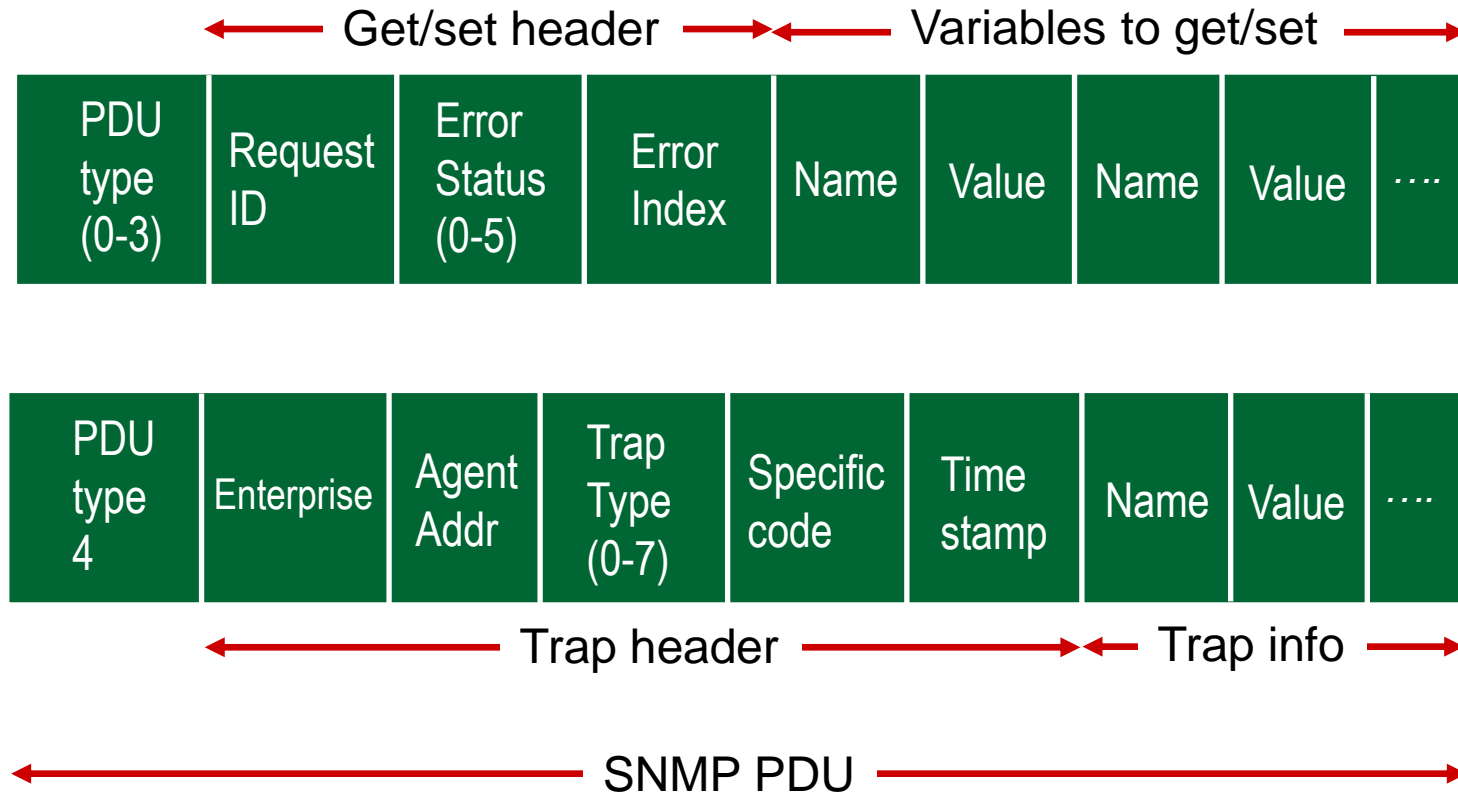 Get/set header
Variables to get/set
PDU
type
(0-3)
Request
ID
Error
Status
(0-5)
Error
Index
Name
Value
Name
Value
....
PDU
type
4
Enterprise
Agent
Addr
Trap
Type
(0-7)
Specific
code
Time
stamp
Name
Value
....
Trap header
Trap info
SNMP PDU